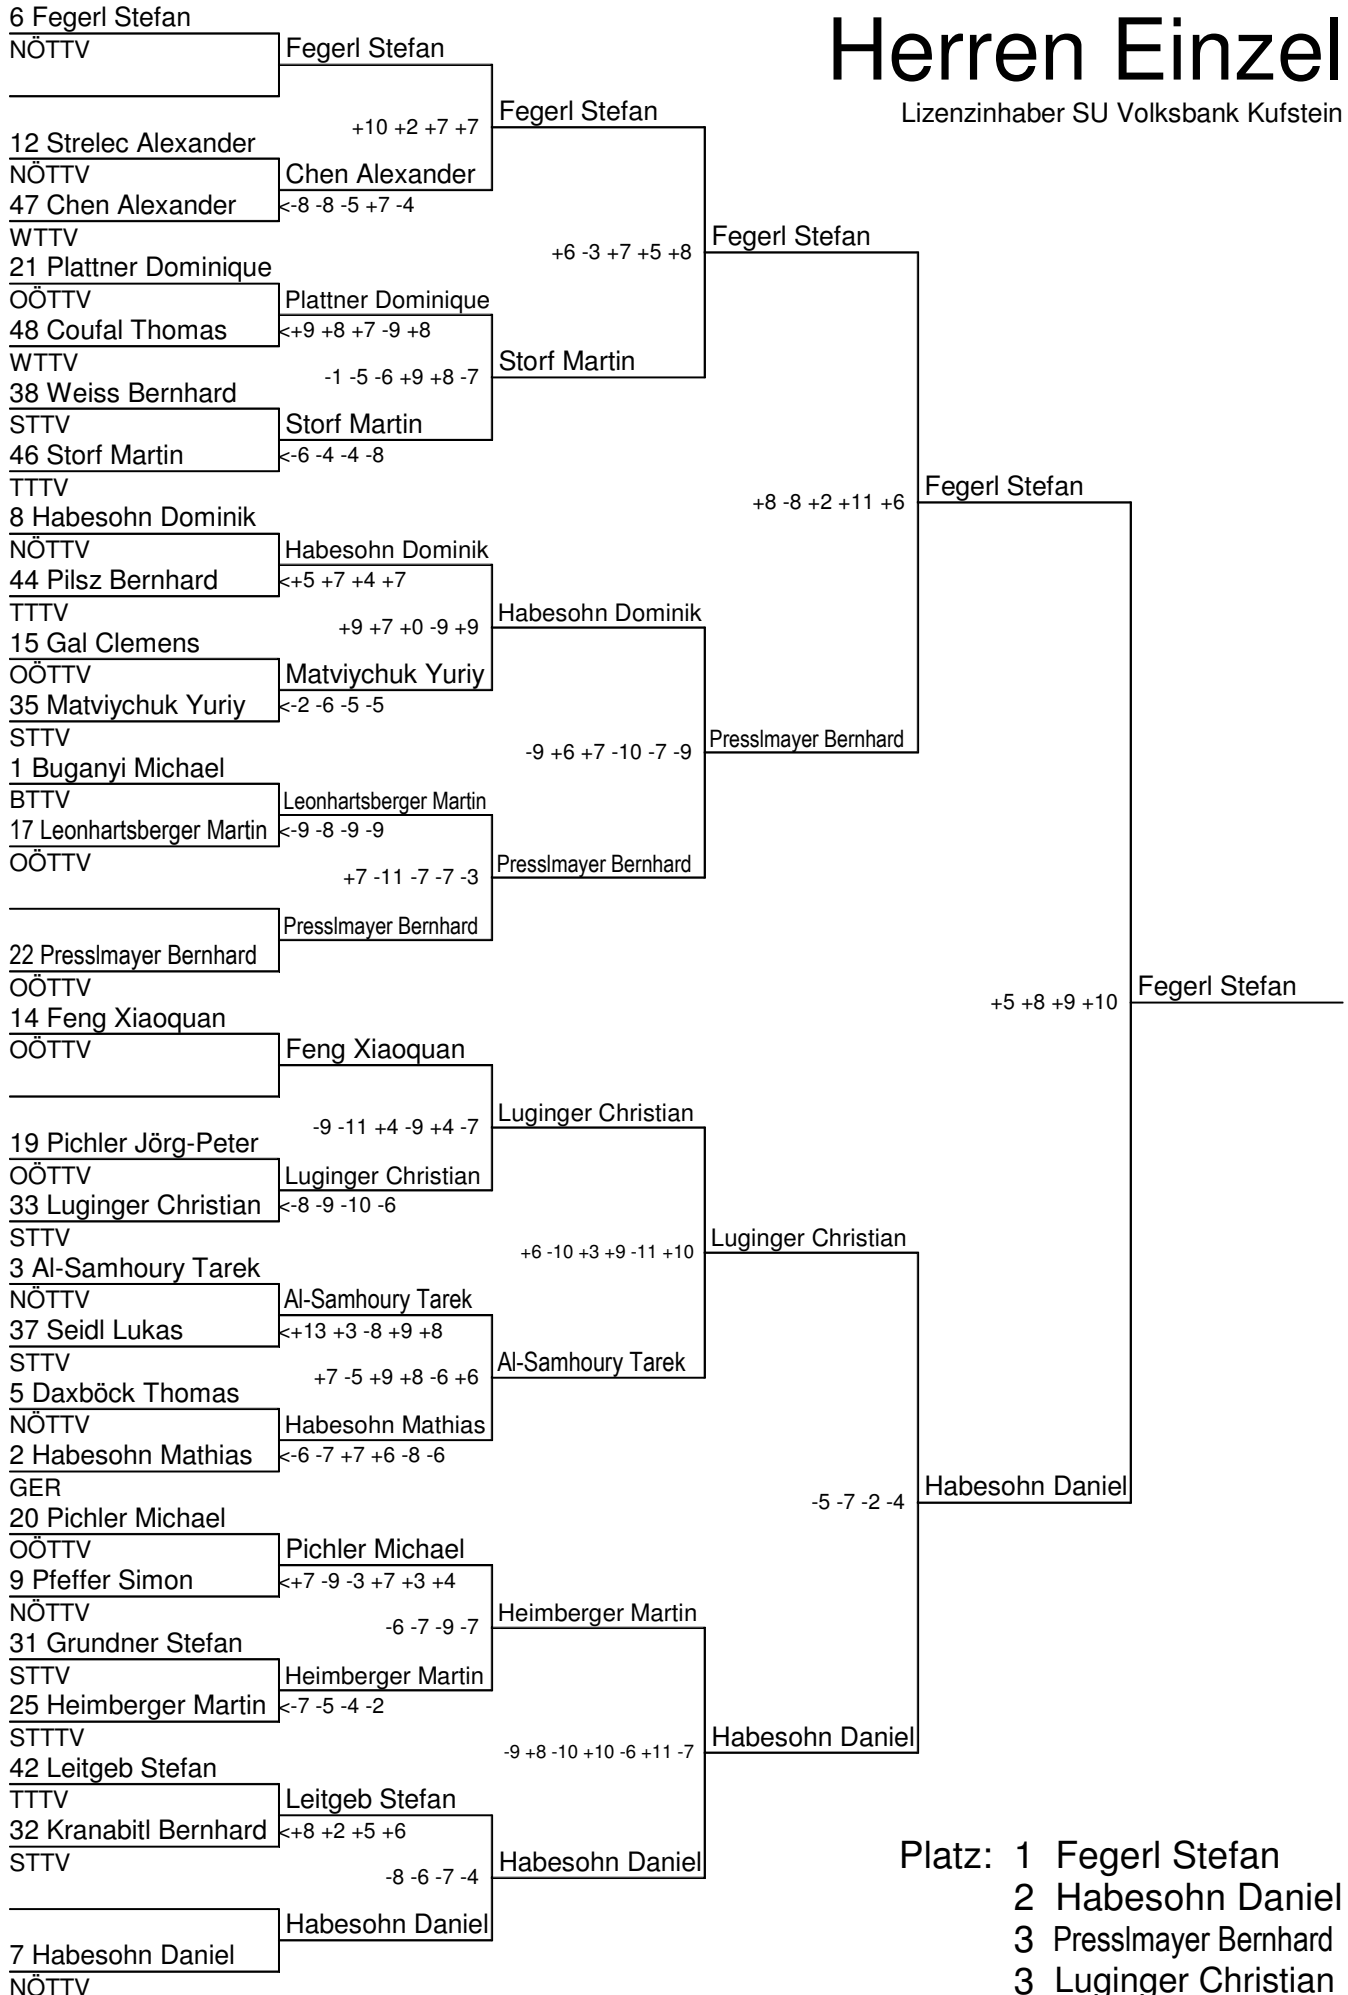 Herren Einzel
Lizenzinhaber SU Volksbank Kufstein
6 Fegerl Stefan
NÖTTV
12 Strelec Alexander
NÖTTV
47 Chen Alexander
WTTV
21 Plattner Dominique
OÖTTV
48 Coufal Thomas
WTTV
38 Weiss Bernhard
STTV
46 Storf Martin
TTTV
8 Habesohn Dominik
NÖTTV
44 Pilsz Bernhard
TTTV
15 Gal Clemens
OÖTTV
35 Matviychuk Yuriy
STTV
1 Buganyi Michael
BTTV
17 Leonhartsberger Martin
OÖTTV
22 Presslmayer Bernhard
OÖTTV
14 Feng Xiaoquan
OÖTTV
19 Pichler Jörg-Peter
OÖTTV
33 Luginger Christian
STTV
3 Al-Samhoury Tarek
NÖTTV
37 Seidl Lukas
STTV
5 Daxböck Thomas
NÖTTV
2 Habesohn Mathias
GER
20 Pichler Michael
OÖTTV
9 Pfeffer Simon
NÖTTV
31 Grundner Stefan
STTV
25 Heimberger Martin
STTTV
42 Leitgeb Stefan
TTTV
32 Kranabitl Bernhard
STTV
7 Habesohn Daniel
NÖTTV
Fegerl Stefan
+10 +2 +7 +7
Chen Alexander
<-8 -8 -5 +7 -4
Plattner Dominique
<+9 +8 +7 -9 +8
-1 -5 -6 +9 +8 -7
Storf Martin
<-6 -4 -4 -8
Habesohn Dominik
<+5 +7 +4 +7
+9 +7 +0 -9 +9
Matviychuk Yuriy
<-2 -6 -5 -5
Leonhartsberger Martin
<-9 -8 -9 -9
+7 -11 -7 -7 -3
Presslmayer Bernhard
Feng Xiaoquan
-9 -11 +4 -9 +4 -7
Luginger Christian
<-8 -9 -10 -6
Al-Samhoury Tarek
<+13 +3 -8 +9 +8
+7 -5 +9 +8 -6 +6
Habesohn Mathias
<-6 -7 +7 +6 -8 -6
Pichler Michael
<+7 -9 -3 +7 +3 +4
-6 -7 -9 -7
Heimberger Martin
<-7 -5 -4 -2
Leitgeb Stefan
<+8 +2 +5 +6
-8 -6 -7 -4
Habesohn Daniel
Fegerl Stefan
+6 -3 +7 +5 +8
Storf Martin
Habesohn Dominik
-9 +6 +7 -10 -7 -9
Presslmayer Bernhard
Luginger Christian
+6 -10 +3 +9 -11 +10
Al-Samhoury Tarek
Heimberger Martin
-9 +8 -10 +10 -6 +11 -7
Habesohn Daniel
Fegerl Stefan
+8 -8 +2 +11 +6
Presslmayer Bernhard
Luginger Christian
-5 -7 -2 -4
Habesohn Daniel
Fegerl Stefan
+5 +8 +9 +10
Habesohn Daniel
Fegerl Stefan
Platz: 1 Fegerl Stefan
2 Habesohn Daniel
3 Presslmayer Bernhard
3 Luginger Christian